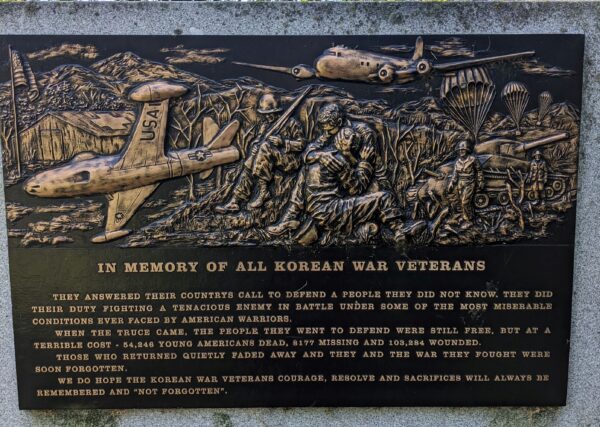 USA
IN MEMORY OF ALL KOREAN WAR VETERANS
THEY ANSWERED THEIR COUNTRYS CALL TO DEFEND A PEOPLE THEY DID NOT KNOW. THEY DID
THEIR DUTY FIGHTING A TENACIOUS ENEMY IN BATTLE UNDER SOME OF THE MOST MISERABLE
CONDITIONS EVER FACED BY AMERICAN WARRIORS.
WHEN THE TRUCE CAME, THE PEOPLE THEY WENT TO DEFEND WERE STILL FREE, BUT AT A
TERRIBLE COST - 54,246 YOUNG AMERICANS DEAD, 8177 MISSING AND 103,284 WOUNDED.
THOSE WHO RETURNED QUIETLY FADED AWAY AND THEY AND THE WAR THEY FOUGHT WERE
SOON FORGOTTEN.
WE DO HOPE THE KOREAN WAR VETERANS COURAGE, RESOLVE AND SACRIFICES WILL ALWAYS BE
REMEMBERED AND "NOT FORGOTTEN".